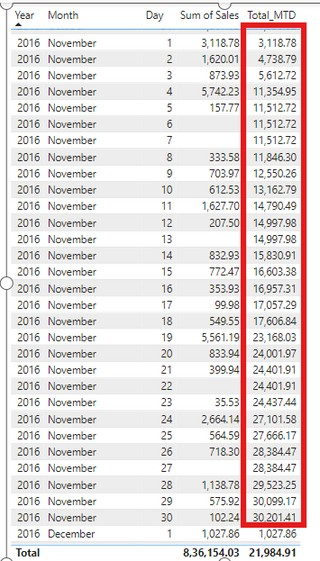 Year Month Day Sum of Sales Total_MTD
2016 November 1 3,118.78 3,118.78
2016 November 2 1,620.01 4,738.79
2016 November 3 873.93 5,612.72
2016 November 4 5,742.23 11,354.95
2016 November 5 157.77 11,512.72
2016 November 6 11,512.72
2016 November 7 11,512.72
2016 November 8 333.58 11,846.30
2016 November 9 703.97 12,550.26
2016 November 10 612.53 13,162.79
2016 November 11 1,627.70 14,790.49
2016 November 12 207.50 14,997.98
2016 November 13 14,997.98
2016 November 14 832.93 15,830.91
2016 November 15 772.47 16,603.38
2016 November 16 353.93 16,957.31
2016 November 17 99.98 17,057.29
2016 November 18 549.55 17,606.84
2016 November 19 5,561.19 23,168.03
2016 November 20 833.94 24,001.97
2016 November 21 399.94 24,401.91
2016 November 22 24,401.91
2016 November 23 35.53 24,437.44
2016 November 24 2,664.14 27,101.58
2016 November 25 564.59 27,666.17
2016 November 26 718.30 28,384.47
2016 November 27 28,384.47
2016 November 28 1,138.78 29,523.25
2016 November 29 575.92 30,099.17
2016 November 30 102.24 30,201.41
2016 December 1 1,027.86 1,027.86
Total 8,36,154.03 21,984.91